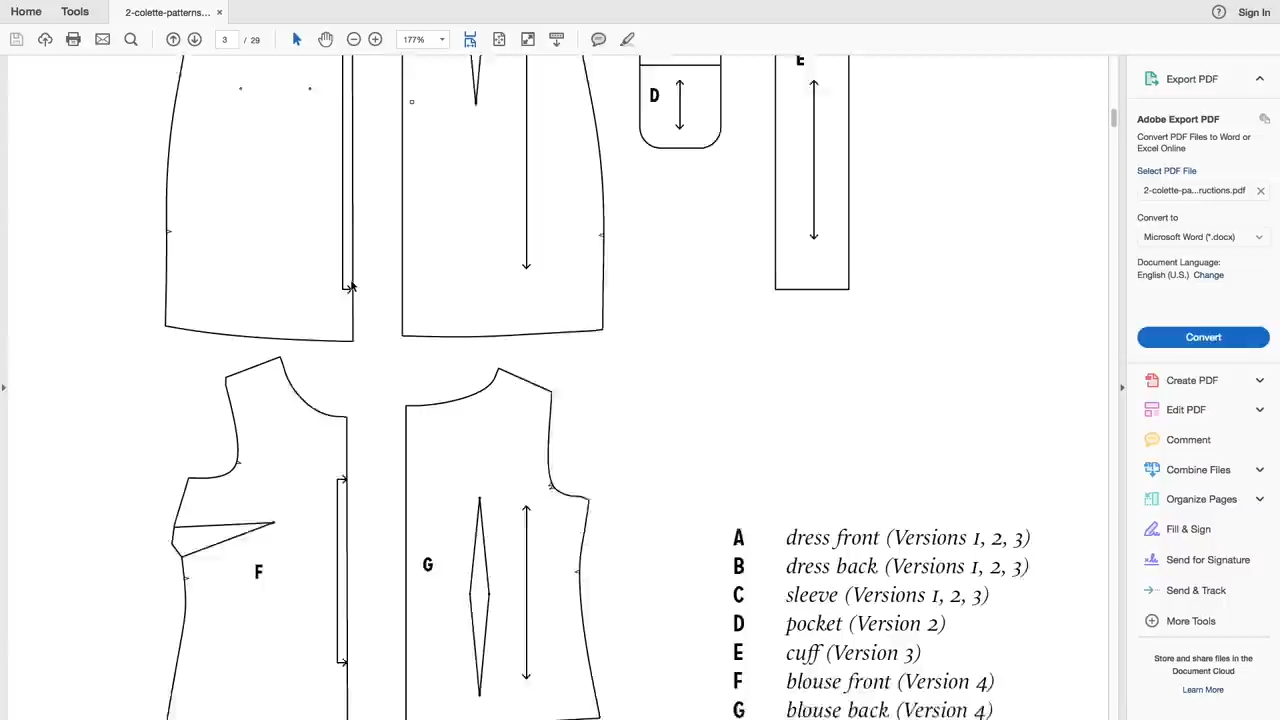 Home Tools 2-colette-patterns... × Sign In
3 / 29 177%
E
D
Export PDF
Adobe Export PDF
Convert PDF Files to Word or
Excel Online
Select PDF File
2-colette-pa...ructions.pdf
Convert to
Microsoft Word (*.docx)
Document Language:
English (U.S.) Change
Convert
Create PDF
Edit PDF
Comment
Combine Files
Organize Pages
Fill & Sign
Send for Signature
Send & Track
More Tools
Store and share files in the
Document Cloud
Learn More
F
G
A dress front (Versions 1, 2, 3)
B dress back (Versions 1, 2, 3)
C sleeve (Versions 1, 2, 3)
D pocket (Version 2)
E cuff (Version 3)
F blouse front (Version 4)
G blouse back (Version 4)